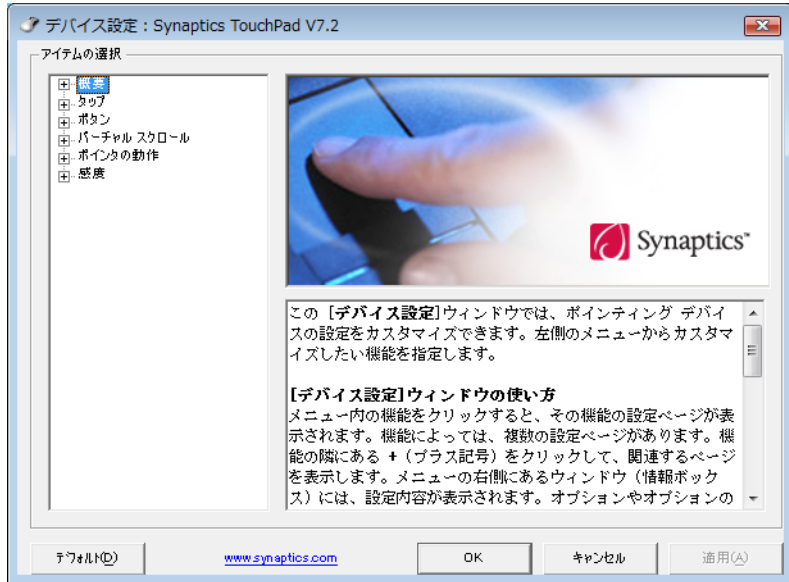 デバイス設定 : Synaptics TouchPad V7.2
アイテムの選択
概要
タップ
ボタン
バーチャル スクロール
ポインタの動作
感度
Synaptics™
この [デバイス設定]ウィンドウでは、ポインティング デバイ
スの設定をカスタマイズできます。左側のメニューからカスタマ
イズしたい機能を指定します。
[デバイス設定]ウィンドウの使い方
メニュー内の機能をクリックすると、その機能の設定ページが表
示されます。機能によっては、複数の設定ページがあります。機
能の隣にある + (プラス記号) をクリックして、関連するページ
を表示します。メニューの右側にあるウィンドウ (情報ボック
ス) には、設定内容が表示されます。オプションやオプションの
デフォルト(D)
www.synaptics.com
OK
キャンセル
適用(A)